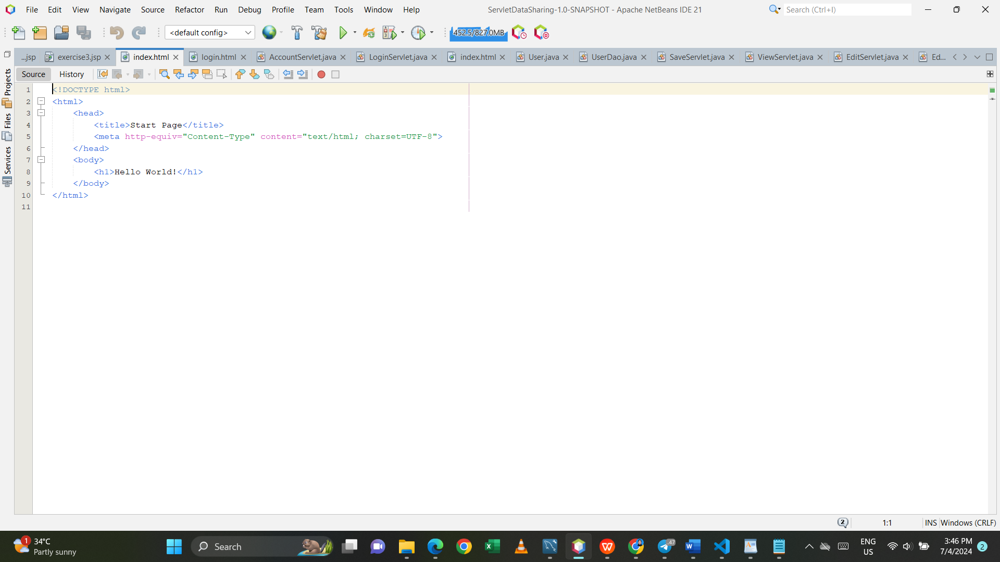 File Edit View Navigate Source Refactor Run Debug Profile Team Tools Window Help
ServletDataSharing-1.0-SNAPSHOT - Apache NetBeans IDE 21
Search (Ctrl+I)
<default config>
452.5/827.0MB
...jsp exercise3.jsp index.html login.html AccountServlet.java LoginServlet.java index.html User.java UserDao.java SaveServlet.java ViewServlet.java EditServlet.java Ed...
Source History
Projects
Files
Services
1 <!DOCTYPE html>
2 <html>
3 <head>
4 <title>Start Page</title>
5 <meta http-equiv="Content-Type" content="text/html; charset=UTF-8">
6 </head>
7 <body>
8 <h1>Hello World!</h1>
9 </body>
10 </html>
11
2 1:1 INS Windows (CRLF)
1 34°C
Partly sunny
Search
47
ENG
US
3:46 PM
7/4/2024
2